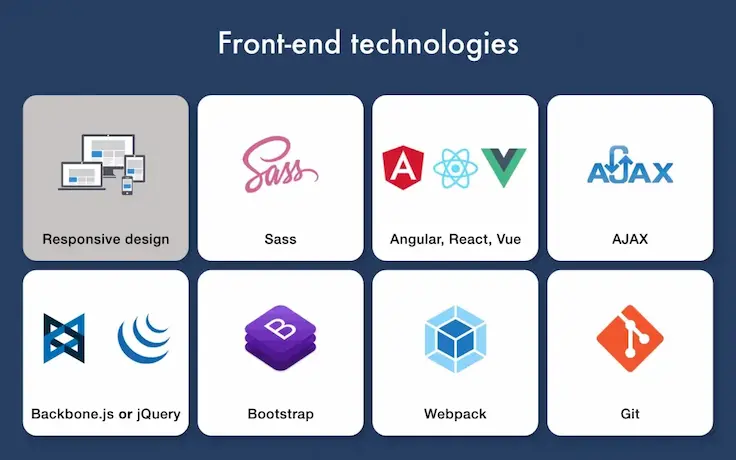 Front-end technologies
Responsive design
Sass
Sass
Angular, React, Vue
A
AJAX
AJAX
Backbone.js or jQuery
B
Bootstrap
Webpack
Git